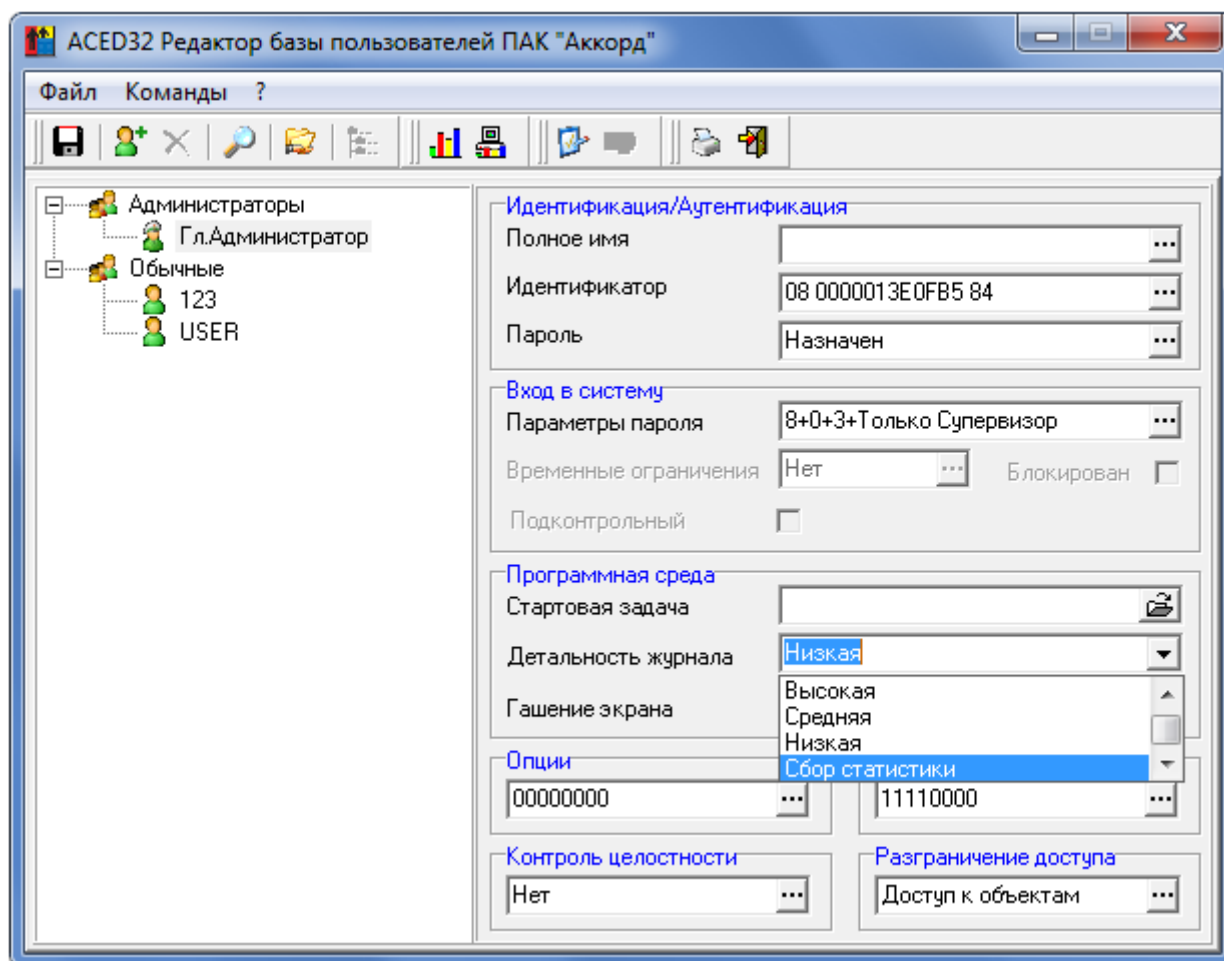 ACED32 Редактор базы пользователей ПАК "Аккорд"
Файл Команды ?
Администраторы
Гл.Администратор
Обычные
123
USER
Идентификация/Аутентификация
Полное имя ...
Идентификатор 08 0000013E0FB5 84 ...
Пароль Назначен ...
Вход в систему
Параметры пароля 8+0+3+Только Супервизор ...
Временные ограничения Нет ... Блокирован
Подконтрольный
Программная среда
Стартовая задача
Детальность журнала Низкая
Высокая
Гашение экрана Средняя
Низкая
Сбор статистики
Опции
00000000 ... 11110000 ...
Контроль целостности Разграничение доступа
Нет ... Доступ к объектам ...